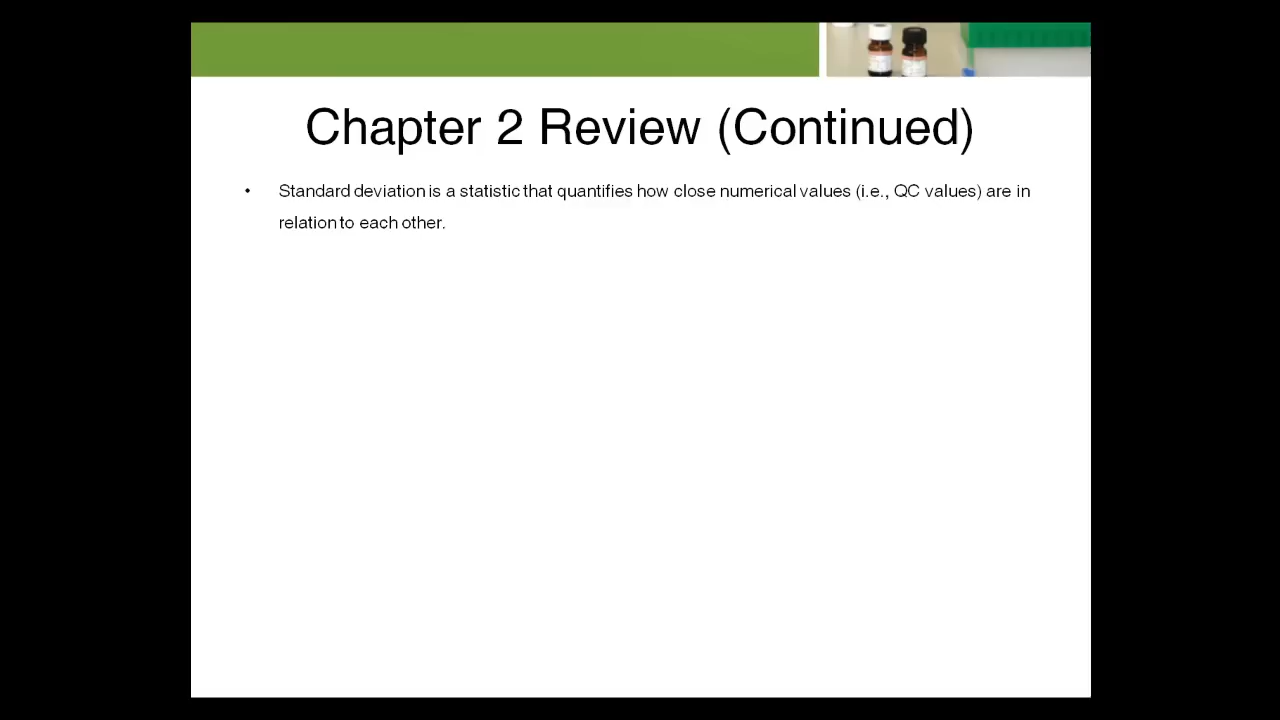 Chapter 2 Review (Continued)
• Standard deviation is a statistic that quantifies how close numerical values (i.e., QC values) are in
relation to each other.